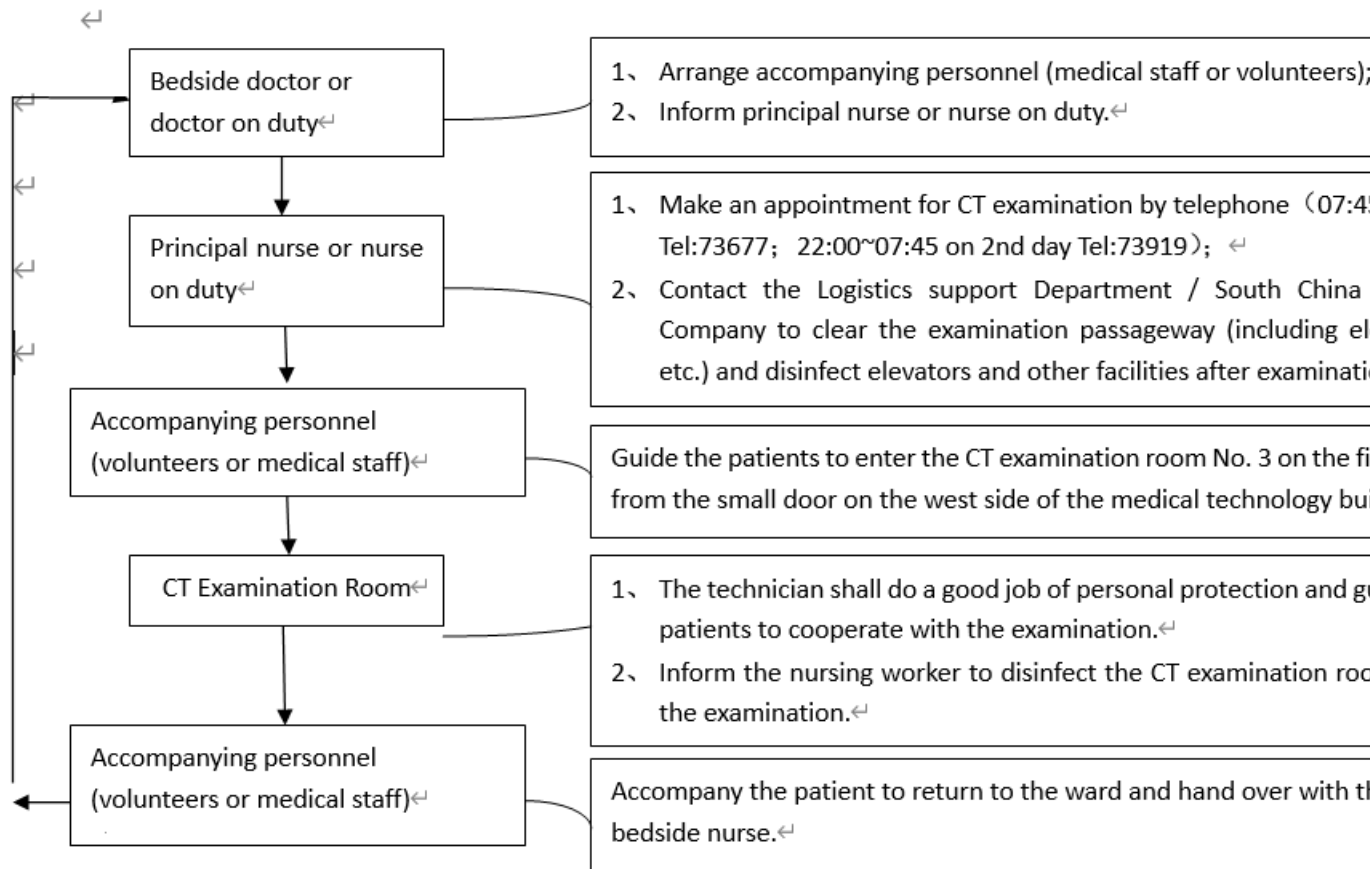 Bedside doctor or
doctor on duty
1、 Arrange accompanying personnel (medical staff or volunteers);
2、 Inform principal nurse or nurse on duty.
Principal nurse or nurse
on duty
1、 Make an appointment for CT examination by telephone（07:45
Tel:73677； 22:00~07:45 on 2nd day Tel:73919）；
2、 Contact the Logistics support Department / South China
Company to clear the examination passageway (including
etc.) and disinfect elevators and other facilities after
Accompanying personnel
(volunteers or medical staff)
Guide the patients to enter the CT examination room No. 3 on the
from the small door on the west side of the medical technology
CT Examination Room
1、 The technician shall do a good job of personal protection and
patients to cooperate with the examination.
2、 Inform the nursing worker to disinfect the CT examination
the examination.
Accompanying personnel
(volunteers or medical staff)
Accompany the patient to return to the ward and hand over with
bedside nurse.